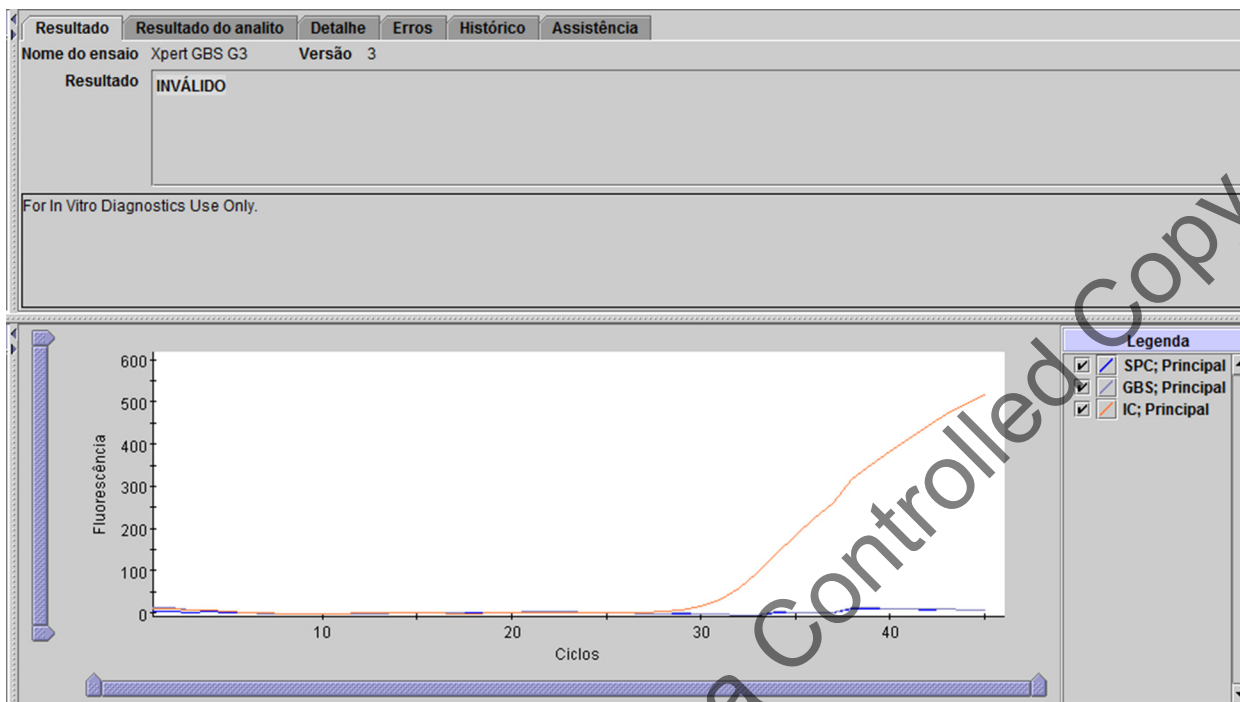 Resultado Resultado do analito Detalhe Erros Histórico Assistência
Nome do ensaio Xpert GBS G3 Versão 3
Resultado INVÁLIDO
For In Vitro Diagnostics Use Only.
Legenda
SPC; Principal
GBS; Principal
IC; Principal
Fluorescência
600
500
400
300
200
100
0
10 20 30 40
Ciclos
a Controlled Copy